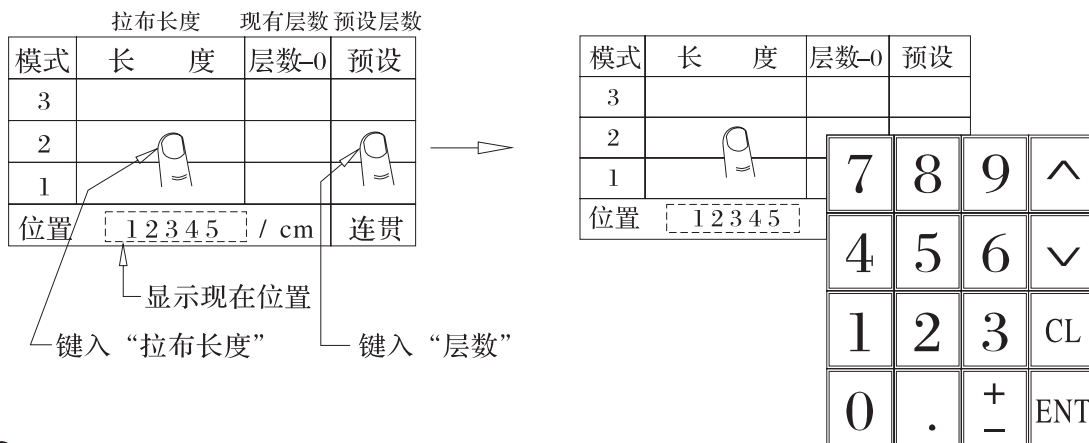 拉布长度 现有层数 预设层数
模式 长 度 层数-0 预设
3
2
1
位置 12345 / cm 连贯
显示现在位置
键入“拉布长度” 键入“层数”
模式 长 度 层数-0 预设
3
2
1
位置 12345
7 8 9 ^
4 5 6 v
1 2 3 CL
0 . + − ENT